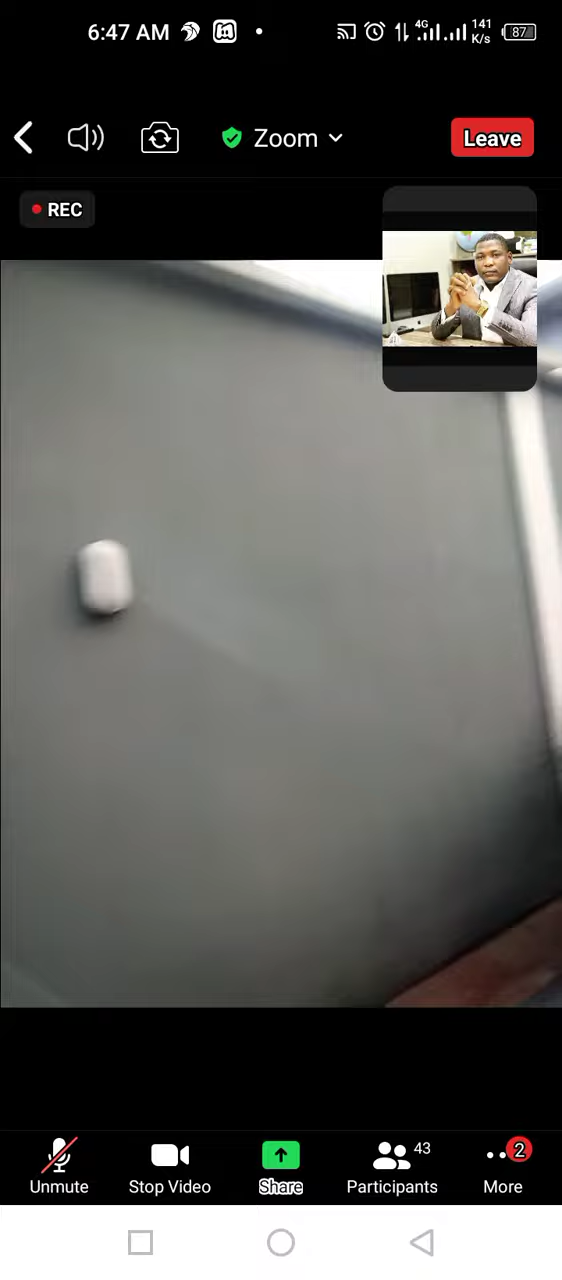 6:47 AM
4G
141
K/s
87
Zoom
Leave
REC
Unmute
Stop Video
Share
Participants
43
More
2